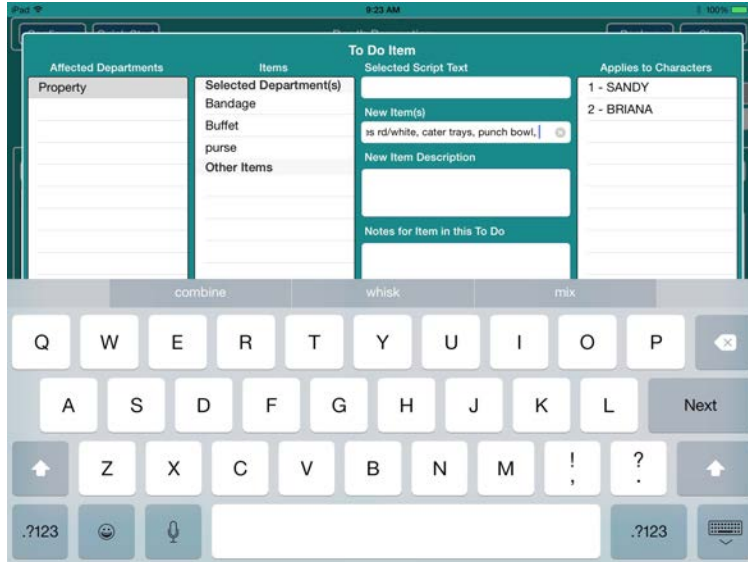 iPad 9:23 AM 100%
To Do Item
Affected Departments
Property
Items
Selected Department(s)
Bandage
Buffet
purse
Other Items
Selected Script Text
New Item(s)
es rd/white, cater trays, punch bowl,
New Item Description
Notes for Item in this To Do
Applies to Characters
1 - SANDY
2 - BRIANA
combine whisk mix
Q W E R T Y U I O P
A S D F G H J K L Next
Z X C V B N M ! , ? .
.?123 .?123